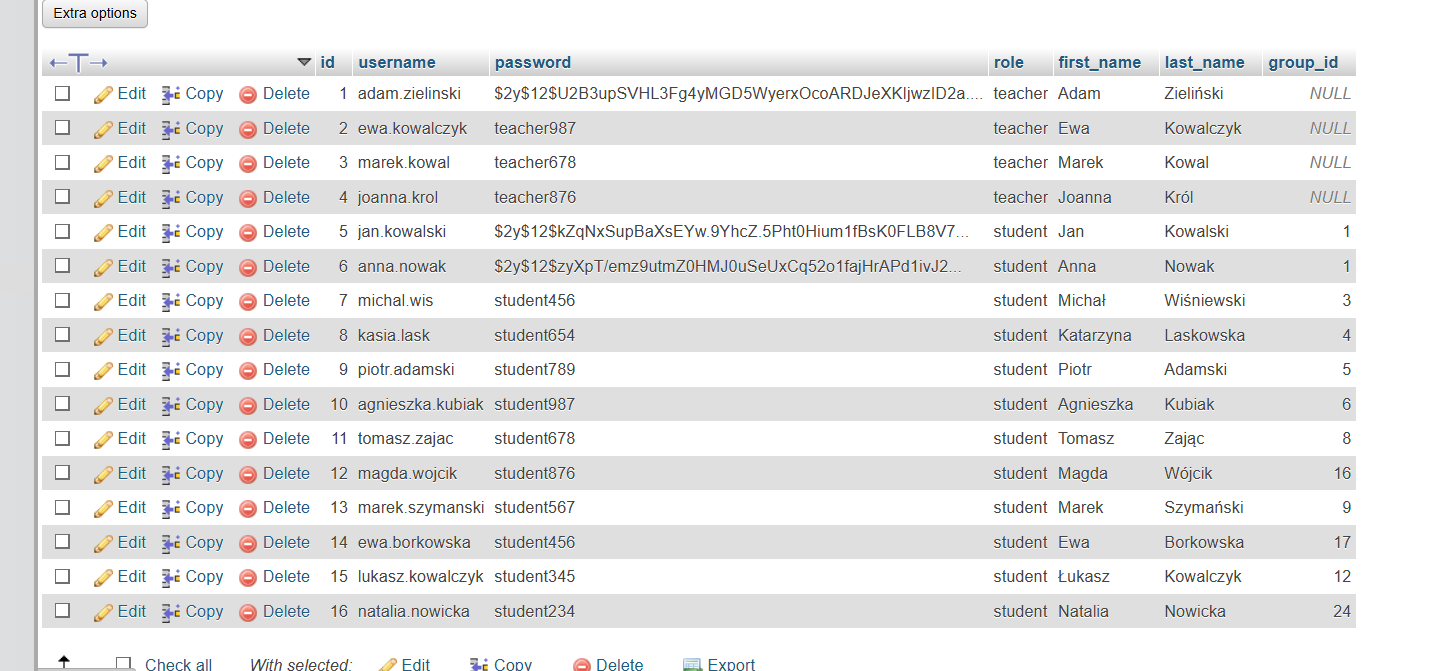 Extra options
id username password role first_name last_name group_id
Edit Copy Delete 1 adam.zielinski $2y$12$U2B3upSVHL3Fg4yMGD5WyerxOcoARDJeXKljwzlD2a.... teacher Adam Zieliński NULL
Edit Copy Delete 2 ewa.kowalczyk teacher987 teacher Ewa Kowalczyk NULL
Edit Copy Delete 3 marek.kowal teacher678 teacher Marek Kowal NULL
Edit Copy Delete 4 joanna.krol teacher876 teacher Joanna Król NULL
Edit Copy Delete 5 jan.kowalski $2y$12$kZqNxSupBaXsEYw.9YhcZ.5Pht0Hium1fBsK0FLB8V7... student Jan Kowalski 1
Edit Copy Delete 6 anna.nowak $2y$12$zyXpT/emz9utmZ0HMJ0uSeUxCq52o1fajHrAPd1ivJ2... student Anna Nowak 1
Edit Copy Delete 7 michal.wis student456 student Michał Wiśniewski 3
Edit Copy Delete 8 kasia.lask student654 student Katarzyna Laskowska 4
Edit Copy Delete 9 piotr.adamski student789 student Piotr Adamski 5
Edit Copy Delete 10 agnieszka.kubiak student987 student Agnieszka Kubiak 6
Edit Copy Delete 11 tomasz.zajac student678 student Tomasz Zając 8
Edit Copy Delete 12 magda.wojcik student876 student Magda Wójcik 16
Edit Copy Delete 13 marek.szymanski student567 student Marek Szymański 9
Edit Copy Delete 14 ewa.borkowska student456 student Ewa Borkowska 17
Edit Copy Delete 15 lukasz.kowalczyk student345 student Łukasz Kowalczyk 12
Edit Copy Delete 16 natalia.nowicka student234 student Natalia Nowicka 24
Check all With selected: Edit Copy Delete Export